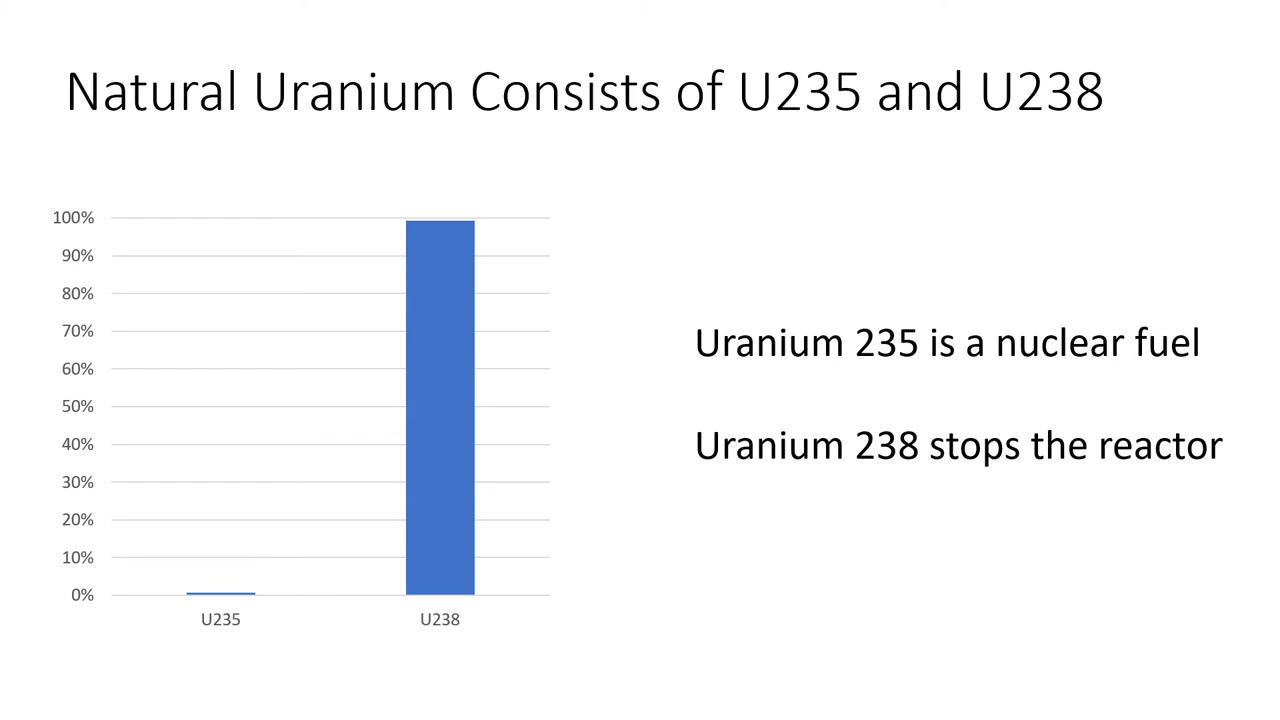 Natural Uranium Consists of U235 and U238
100%
90%
80%
70%
60%
50%
40%
30%
20%
10%
0%
U235 U238
Uranium 235 is a nuclear fuel
Uranium 238 stops the reactor